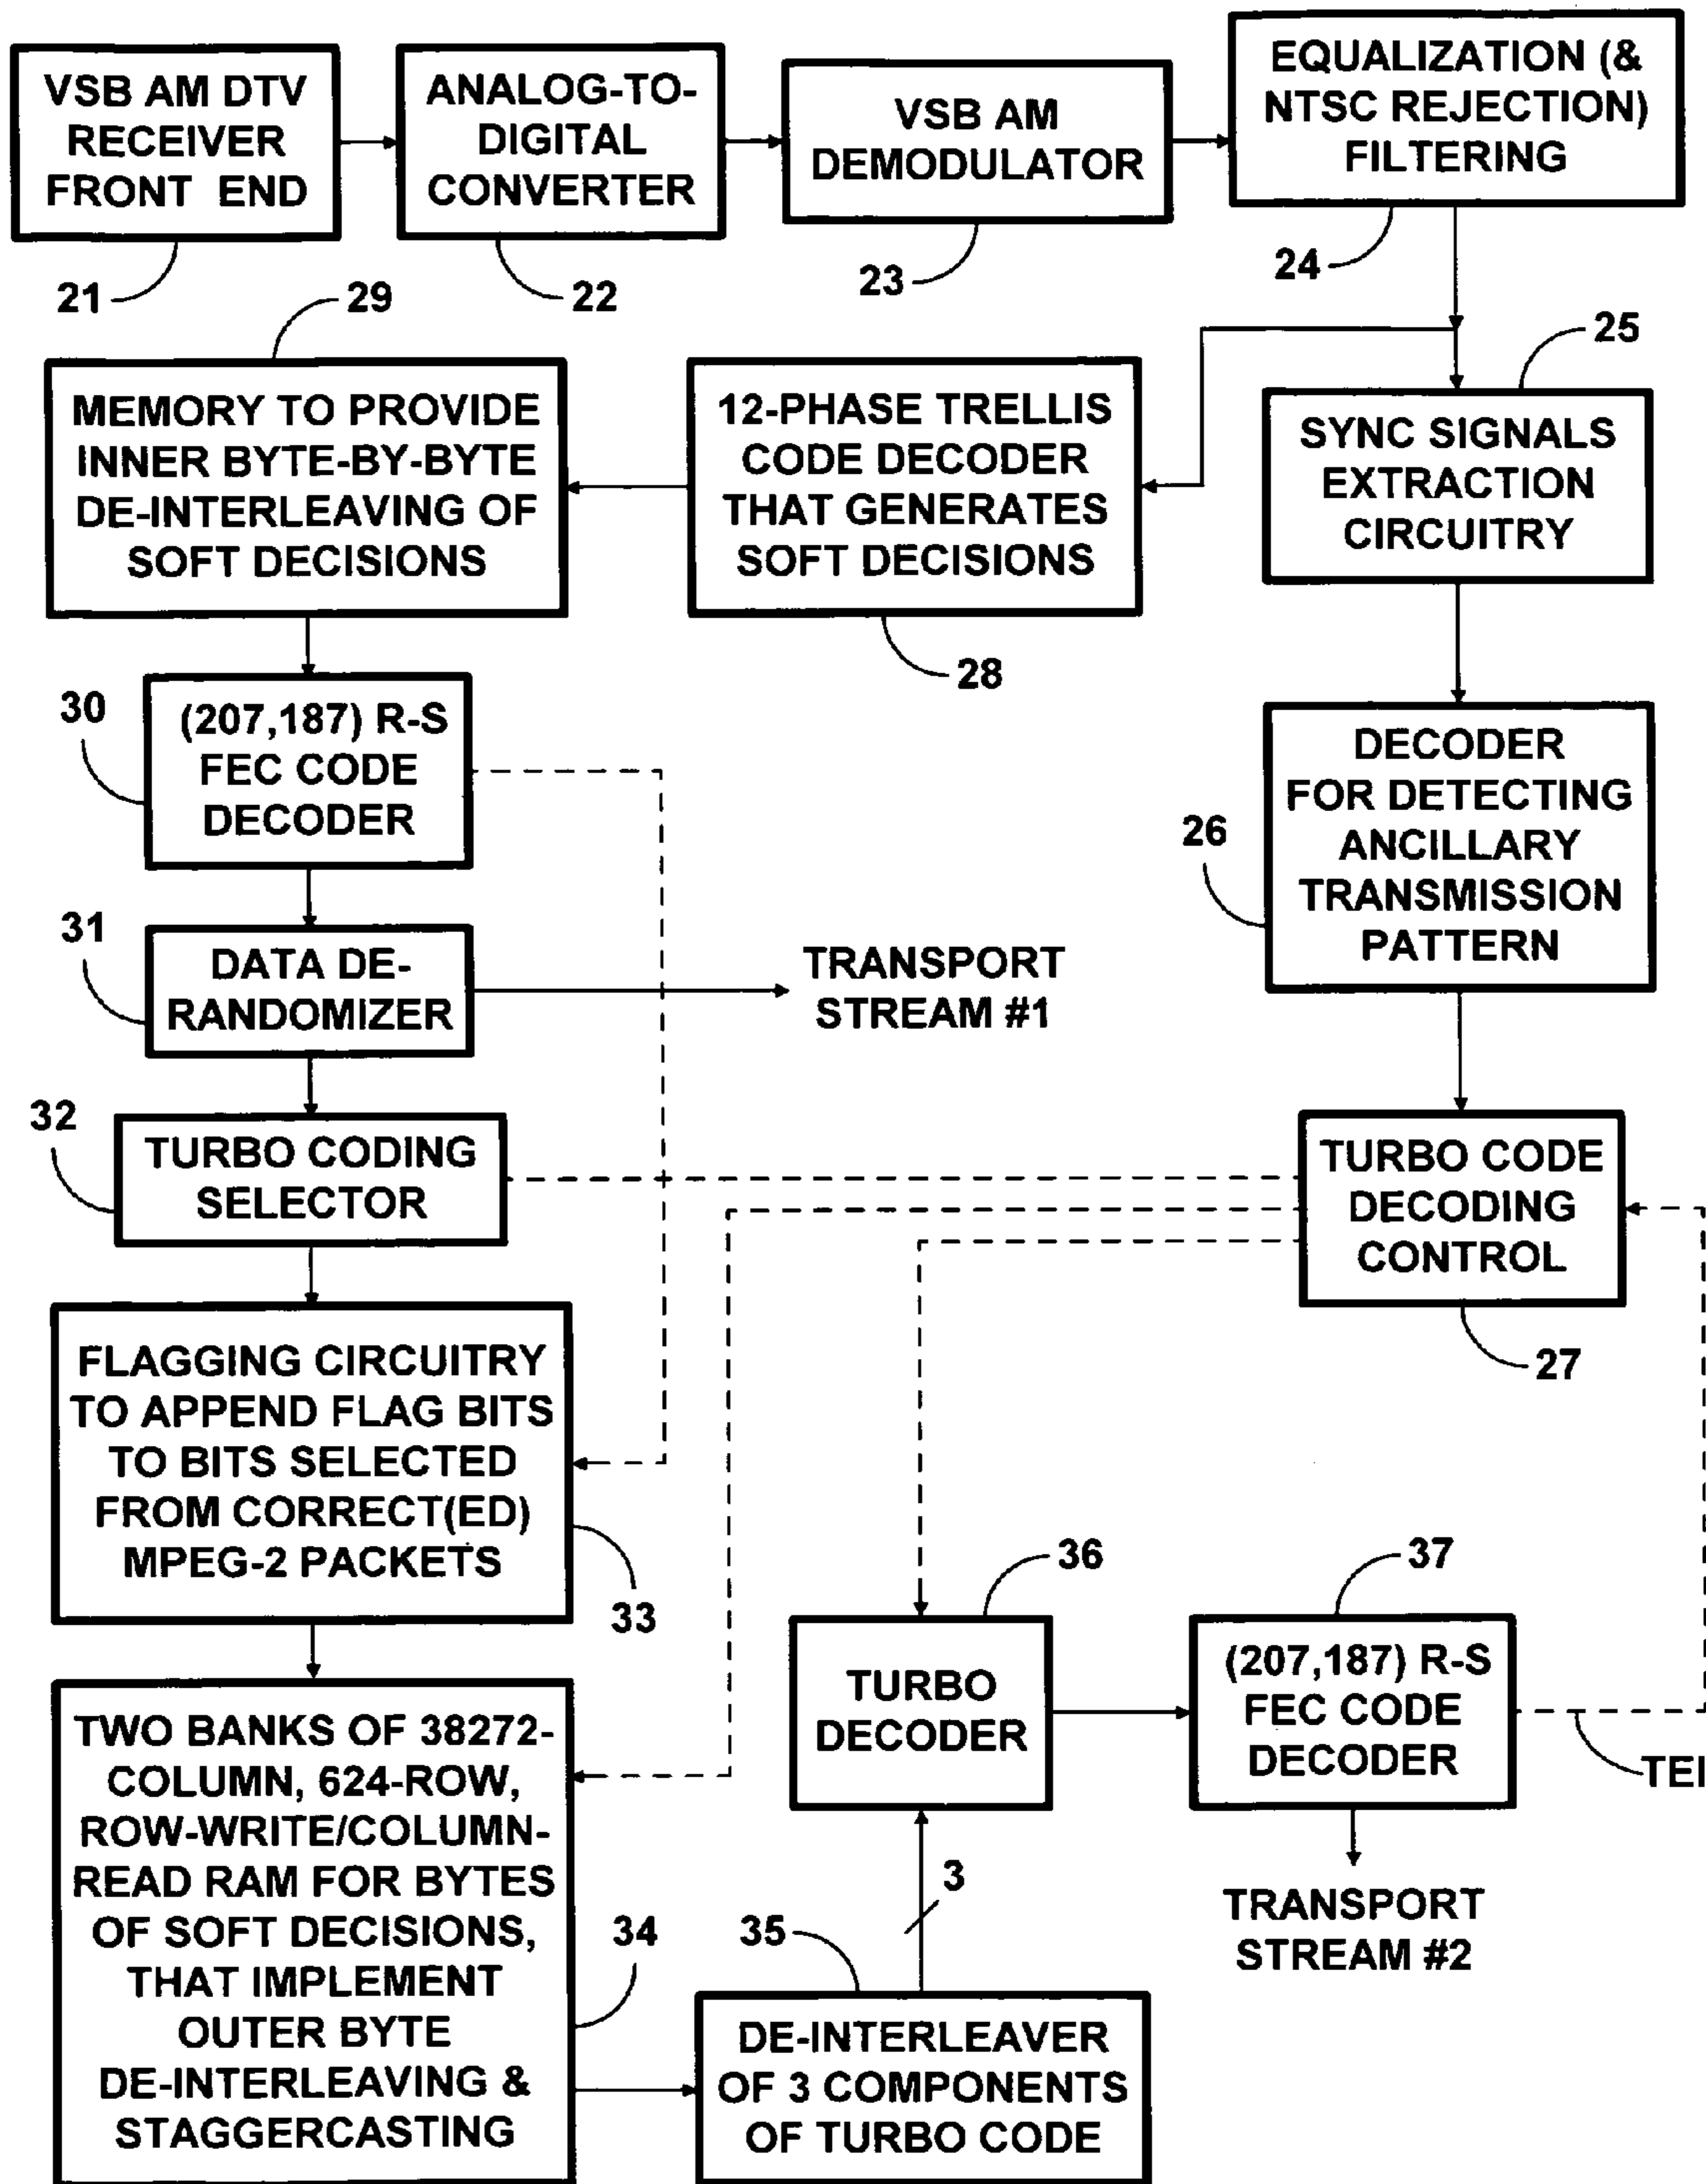 VSB AM DTV
RECEIVER
FRONT END
21
ANALOG-TO-
DIGITAL
CONVERTER
22
VSB AM
DEMODULATOR
23
EQUALIZATION (&
NTSC REJECTION)
FILTERING
24
25
SYNC SIGNALS
EXTRACTION
CIRCUITRY
29
MEMORY TO PROVIDE
INNER BYTE-BY-BYTE
DE-INTERLEAVING OF
SOFT DECISIONS
12-PHASE TRELLIS
CODE DECODER
THAT GENERATES
SOFT DECISIONS
28
30
(207,187) R-S
FEC CODE
DECODER
26
DECODER
FOR DETECTING
ANCILLARY
TRANSMISSION
PATTERN
31
DATA DE-
RANDOMIZER
TRANSPORT
STREAM #1
32
TURBO CODING
SELECTOR
TURBO CODE
DECODING
CONTROL
27
FLAGGING CIRCUITRY
TO APPEND FLAG BITS
TO BITS SELECTED
FROM CORRECT(ED)
MPEG-2 PACKETS
33
36
TURBO
DECODER
37
(207,187) R-S
FEC CODE
DECODER
TEI
TRANSPORT
STREAM #2
TWO BANKS OF 38272-
COLUMN, 624-ROW,
ROW-WRITE/COLUMN-
READ RAM FOR BYTES
OF SOFT DECISIONS,
THAT IMPLEMENT
OUTER BYTE
DE-INTERLEAVING &
STAGGERCASTING
34
3
35
DE-INTERLEAVER
OF 3 COMPONENTS
OF TURBO CODE